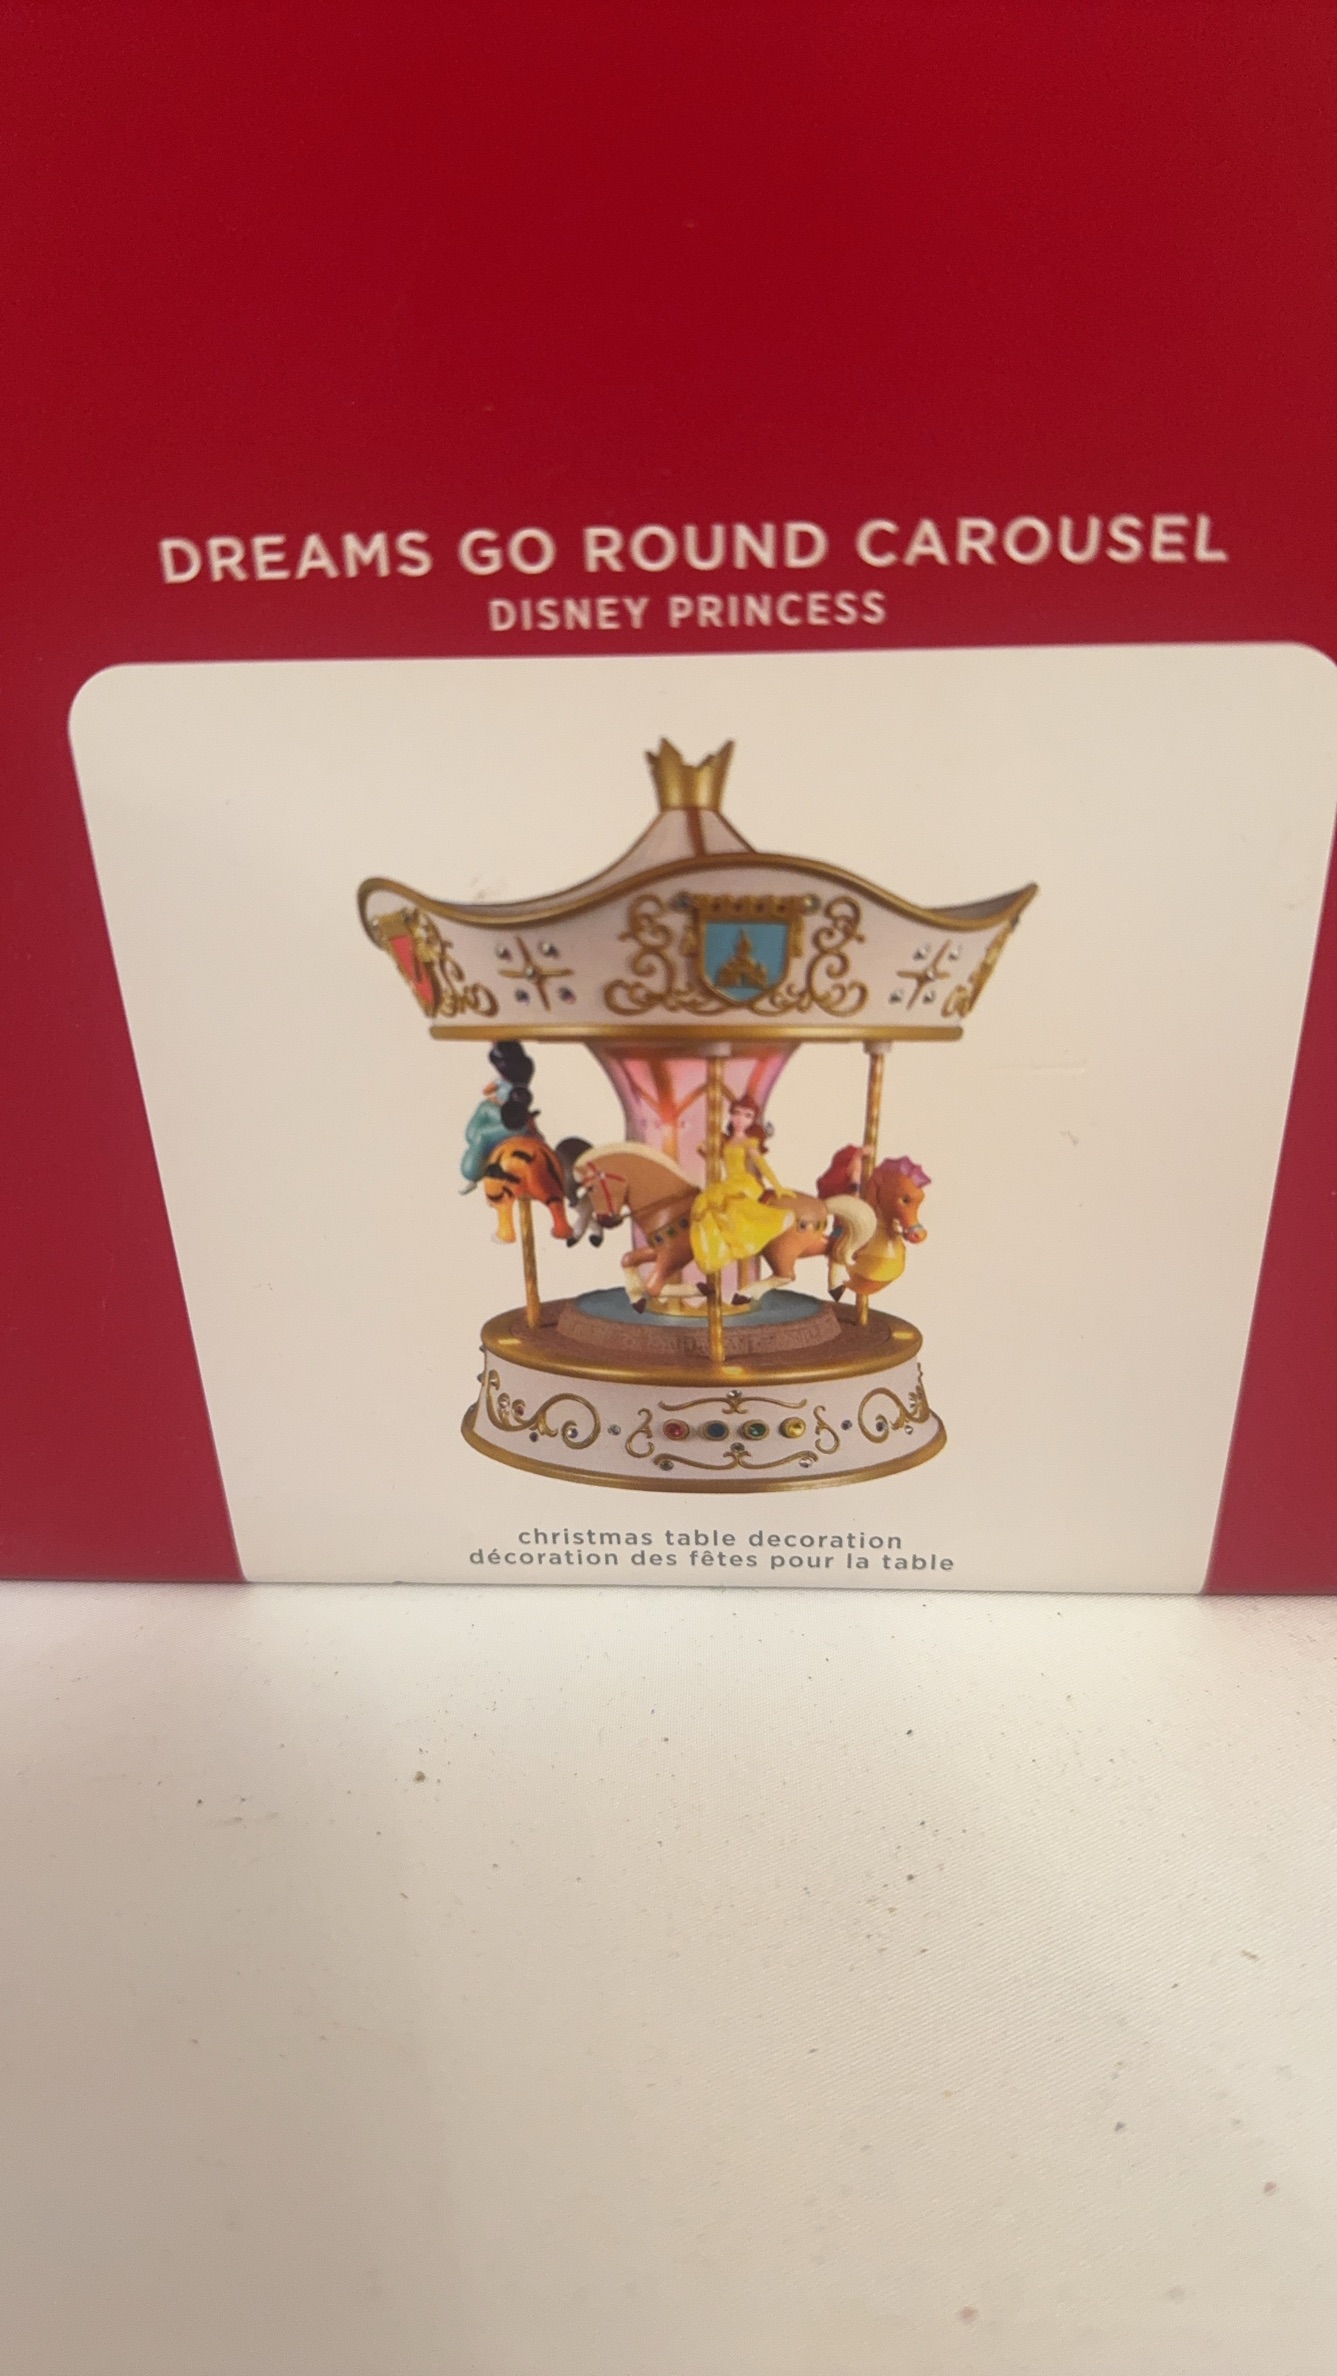 DREAMS GO ROUND CAROUSEL
DISNEY PRINCESS
christmas table decoration
décoration des fêtes pour la table